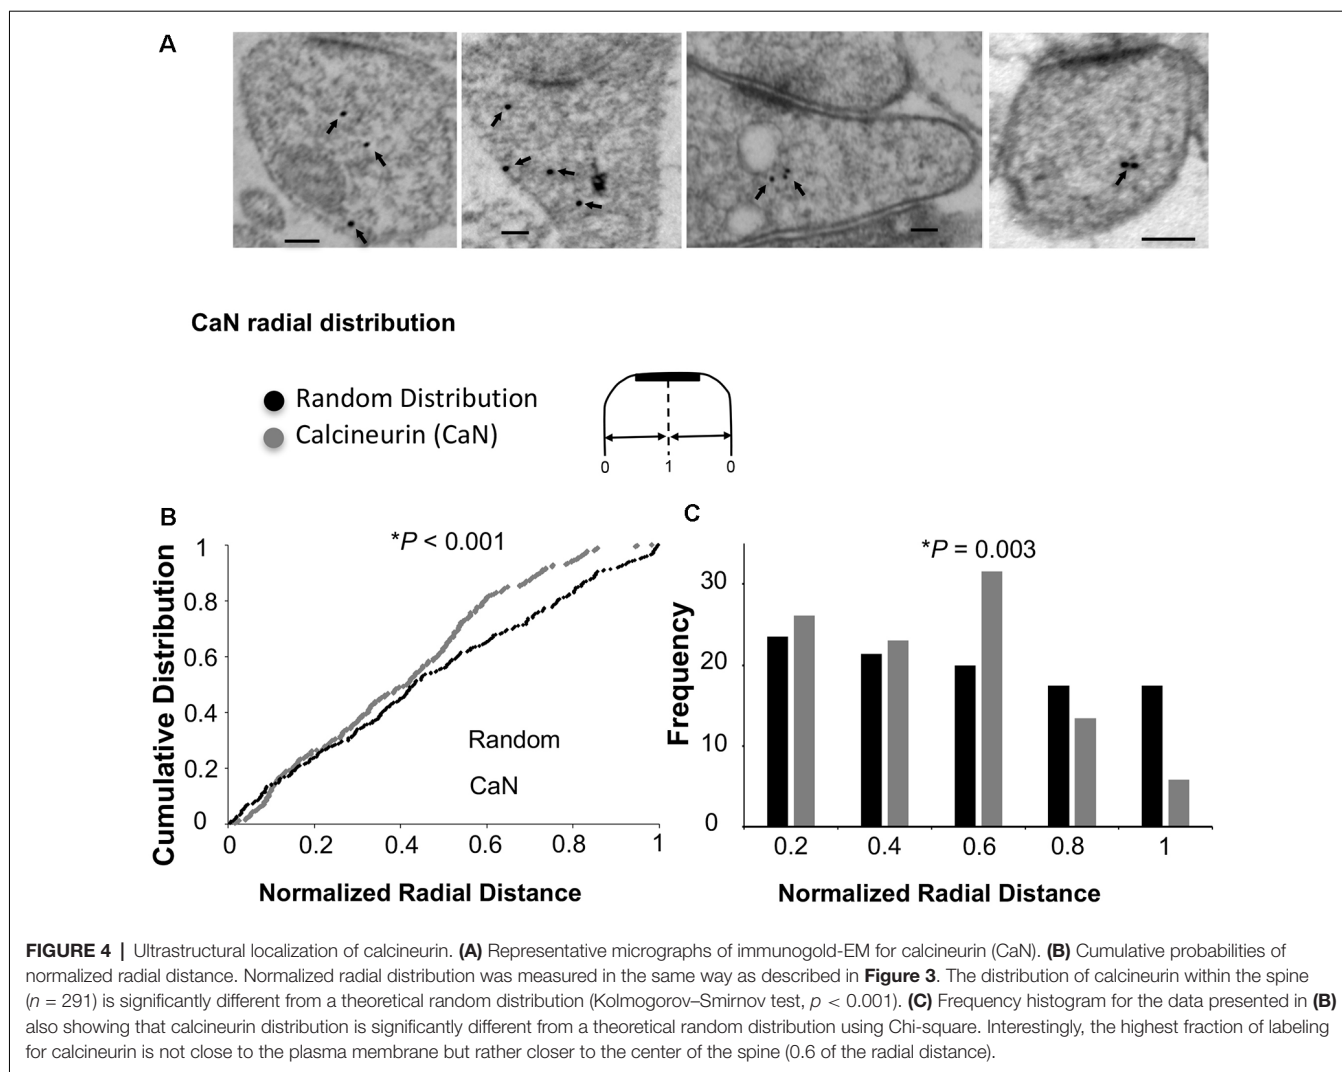 A
CaN radial distribution
Random Distribution
Calcineurin (CaN)
0 1 0
B
*P < 0.001
Cumulative Distribution
1
0.8
0.6
0.4
0.2
0
Random
CaN
0 0.2 0.4 0.6 0.8 1
Normalized Radial Distance
C
*P = 0.003
Frequency
30
20
10
0
0.2 0.4 0.6 0.8 1
Normalized Radial Distance
FIGURE 4 | Ultrastructural localization of calcineurin. (A) Representative micrographs of immunogold-EM for calcineurin (CaN). (B) Cumulative probabilities of
normalized radial distance. Normalized radial distribution was measured in the same way as described in Figure 3. The distribution of calcineurin within the spine
(n = 291) is significantly different from a theoretical random distribution (Kolmogorov–Smirnov test, p < 0.001). (C) Frequency histogram for the data presented in (B)
also showing that calcineurin distribution is significantly different from a theoretical random distribution using Chi-square. Interestingly, the highest fraction of labeling
for calcineurin is not close to the plasma membrane but rather closer to the center of the spine (0.6 of the radial distance).